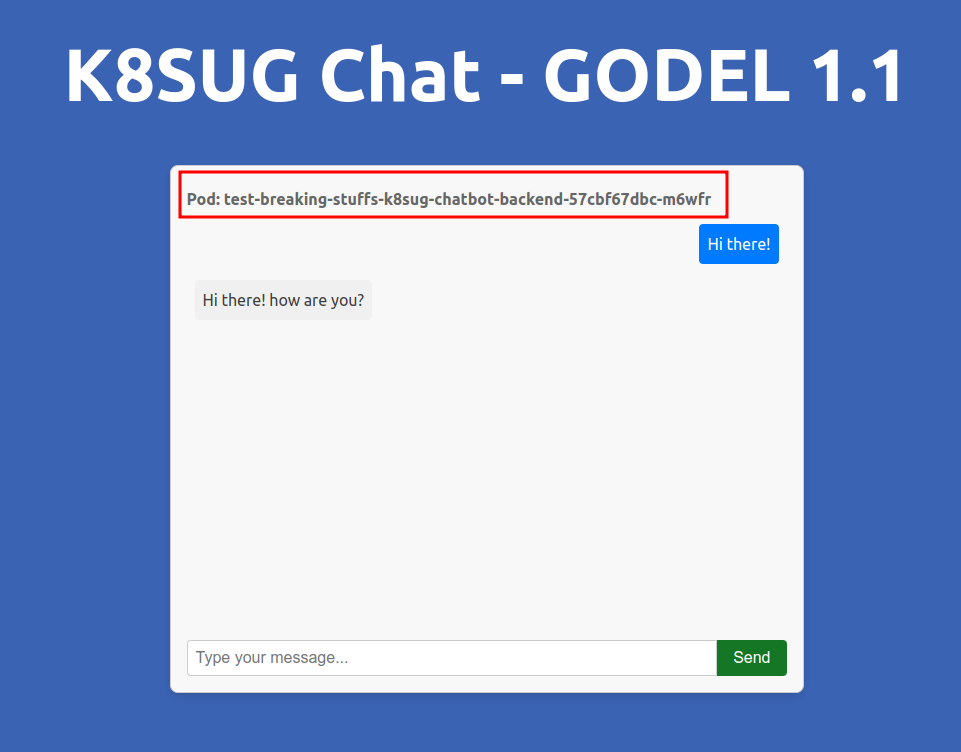 K8SUG Chat - GODEL 1.1
Pod: test-breaking-stuffs-k8sug-chatbot-backend-57cbf67dbc-m6wfr
Hi there!
Hi there! how are you?
Type your message...
Send